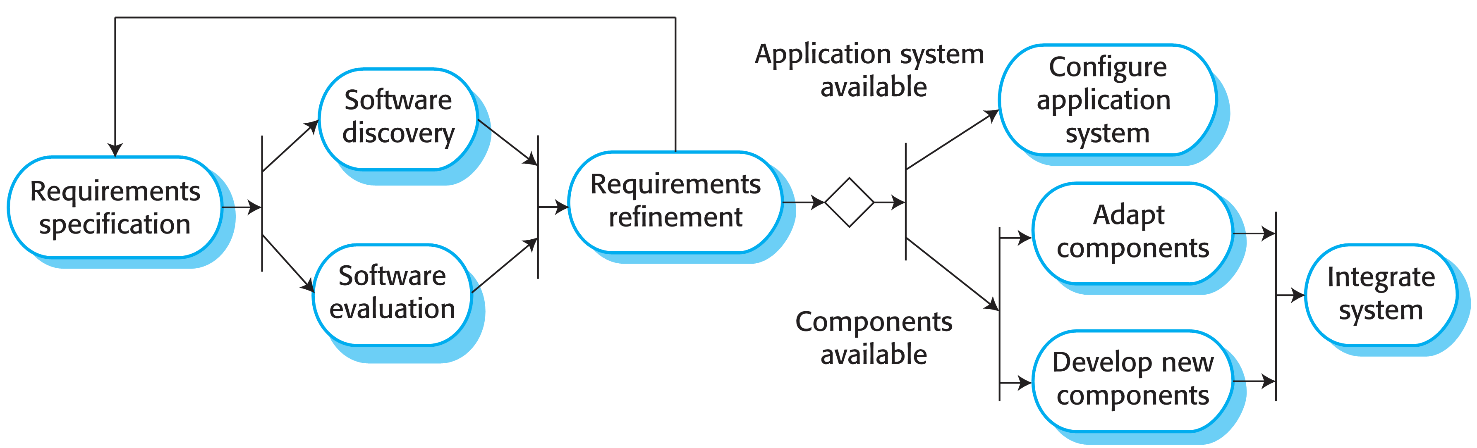 Requirements
specification
Software
discovery
Software
evaluation
Requirements
refinement
Application system
available
Configure
application
system
Components
available
Adapt
components
Develop new
components
Integrate
system